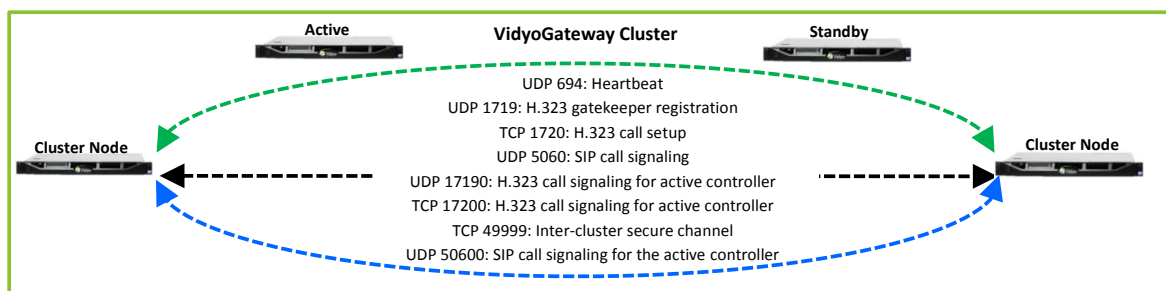 Active
VidyoGateway Cluster
Standby
UDP 694: Heartbeat
UDP 1719: H.323 gatekeeper registration
TCP 1720: H.323 call setup
Cluster Node
Cluster Node
UDP 5060: SIP call signaling
UDP 17190: H.323 call signaling for active controller
TCP 17200: H.323 call signaling for active controller
TCP 49999: Inter-cluster secure channel
UDP 50600: SIP call signaling for the active controller